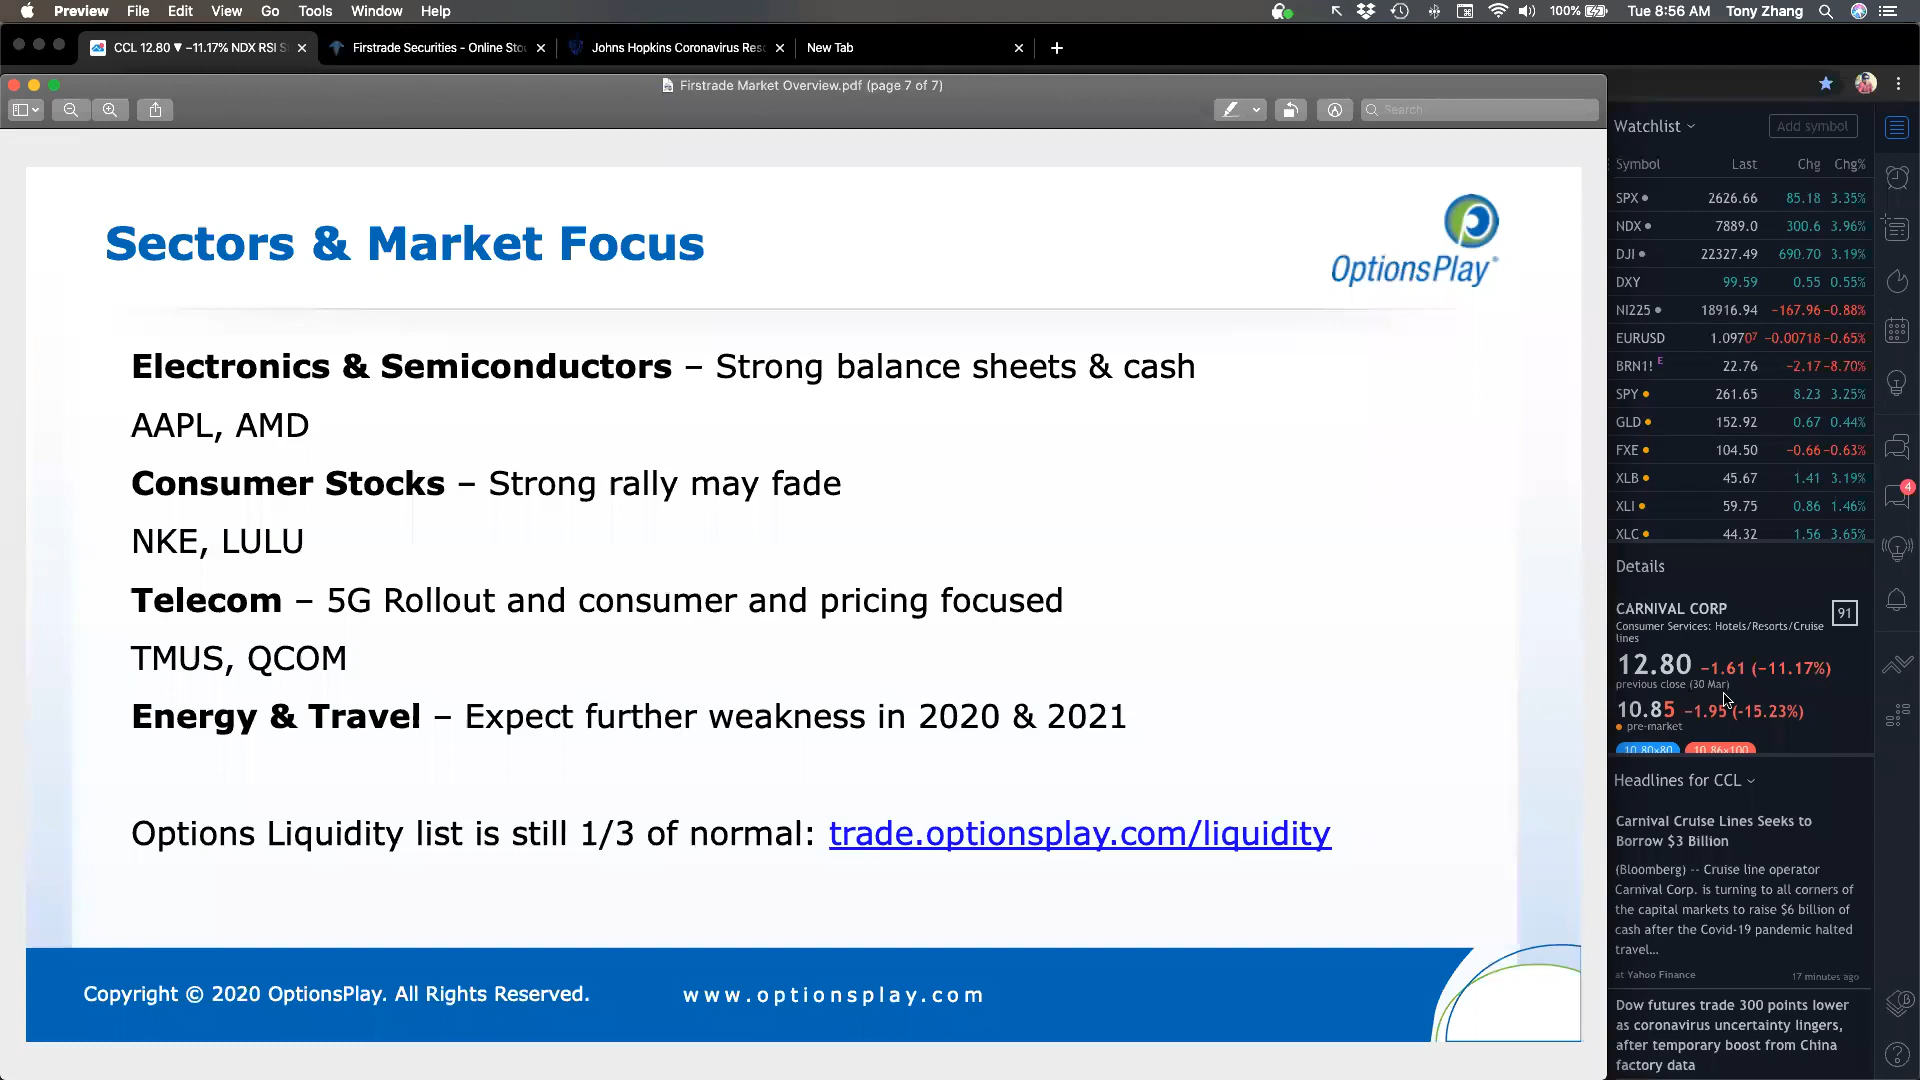 Preview File Edit View Go Tools Window Help
100% Tue 8:56 AM Tony Zhang
CCL 12.80 ▼ −11.17% NDX RSI S
Firstrade Securities - Online Sto
Johns Hopkins Coronavirus Res
New Tab
Firstrade Market Overview.pdf (page 7 of 7)
Search
Sectors & Market Focus
OptionsPlay
Electronics & Semiconductors – Strong balance sheets & cash
AAPL, AMD
Consumer Stocks – Strong rally may fade
NKE, LULU
Telecom – 5G Rollout and consumer and pricing focused
TMUS, QCOM
Energy & Travel – Expect further weakness in 2020 & 2021
Options Liquidity list is still 1/3 of normal: trade.optionsplay.com/liquidity
Copyright © 2020 OptionsPlay. All Rights Reserved.
www.optionsplay.com
Watchlist Add symbol
Symbol Last Chg Chg%
SPX 2626.66 85.18 3.35%
NDX 7889.0 300.6 3.96%
DJI 22327.49 690.70 3.19%
DXY 99.59 0.55 0.55%
NI225 18916.94 −167.96 −0.88%
EURUSD 1.09707 −0.00718 −0.65%
BRN1! E 22.76 −2.17 −8.70%
SPY 261.65 8.23 3.25%
GLD 152.92 0.67 0.44%
FXE 104.50 −0.66 −0.63%
XLB 45.67 1.41 3.19%
XLI 59.75 0.86 1.46%
XLC 44.32 1.56 3.65%
4
Details
CARNIVAL CORP 91
Consumer Services: Hotels/Resorts/Cruise
lines
12.80 −1.61 (−11.17%)
previous close (30 Mar)
10.85 −1.95 (-15.23%)
pre-market
10.80x80 10.86x100
Headlines for CCL
Carnival Cruise Lines Seeks to
Borrow $3 Billion
(Bloomberg) -- Cruise line operator
Carnival Corp. is turning to all corners of
the capital markets to raise $6 billion of
cash after the Covid-19 pandemic halted
travel...
at Yahoo Finance 17 minutes ago
Dow futures trade 300 points lower
as coronavirus uncertainty lingers,
after temporary boost from China
factory data